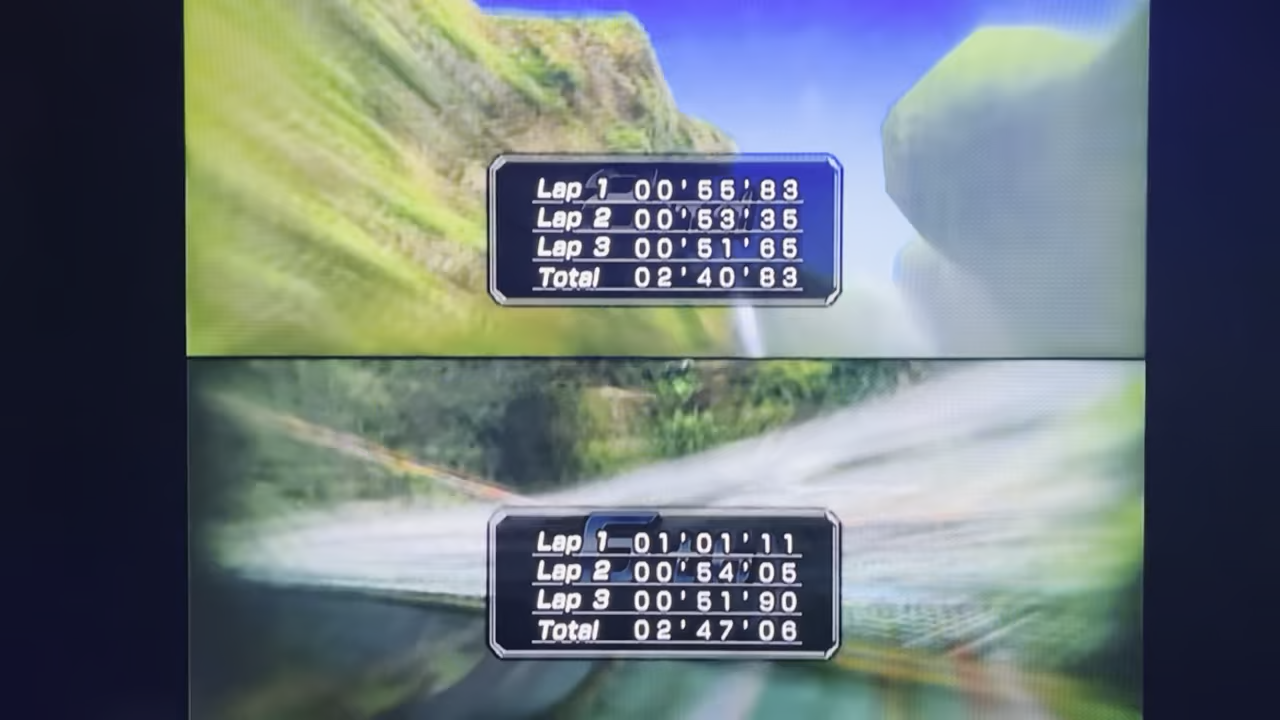 Lap 1 00'55'83
Lap 2 00'53'35
Lap 3 00'51'65
Total 02'40'83
Lap 1 01'01'11
Lap 2 00'54'05
Lap 3 00'51'90
Total 02'47'06